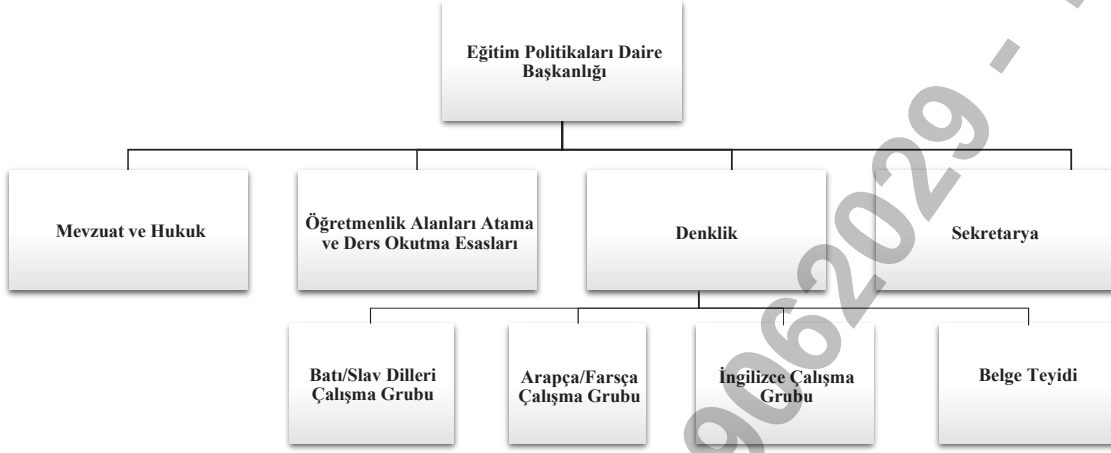 Eğitim Politikaları Daire
Başkanlığı
Mevzuat ve Hukuk
Öğretmenlik Alanları Atama
ve Ders Okutma Esasları
Denklik
Sekretarya
Batı/Slav Dilleri
Çalışma Grubu
Arapça/Farsça
Çalışma Grubu
İngilizce Çalışma
Grubu
Belge Teyidi
9062029 -